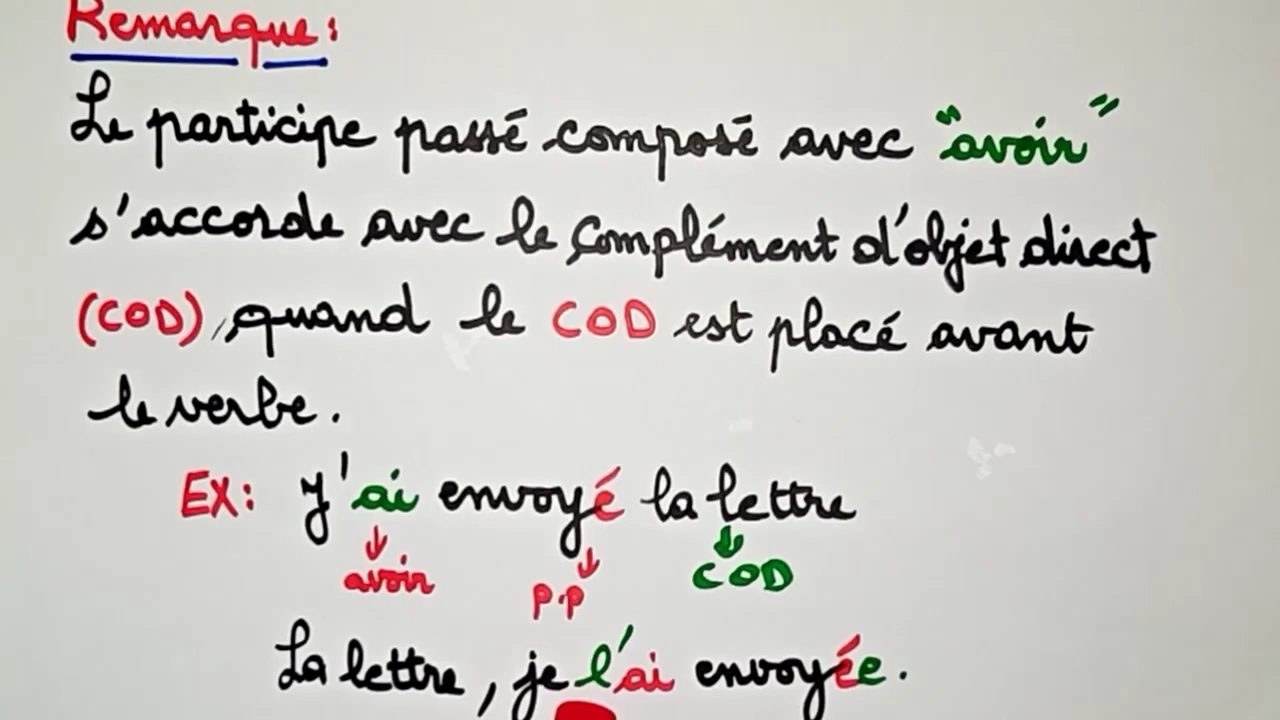 Remarque:
Le participe passé composé avec "avoir"
s'accorde avec le complément d'objet direct
(COD), quand le COD est placé avant
le verbe.
EX: J'ai envoyé la lettre
avoir p.p COD
La lettre, je l'ai envoyée.